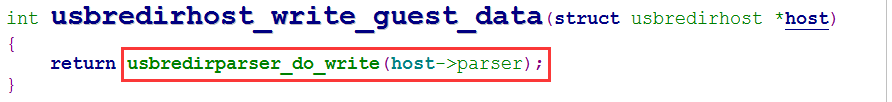 int usbredirhost_write_guest_data(struct usbredirhost *host)
{
    return usbredirparser_do_write(host->parser);
}